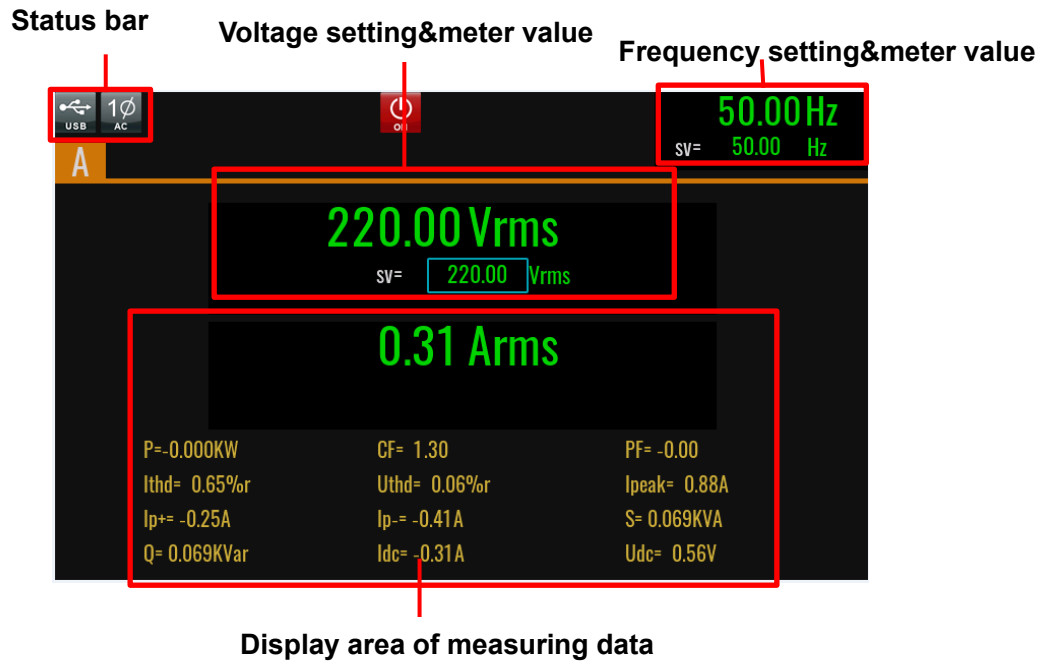 Status bar
Voltage setting&meter value
Frequency setting&meter value
USB
1Ø
AC
ON
50.00Hz
sv= 50.00 Hz
A
220.00 Vrms
sv= 220.00 Vrms
0.31 Arms
P=-0.000KW CF= 1.30 PF= -0.00
Ithd= 0.65%r Uthd= 0.06%r Ipeak= 0.88A
Ip+= -0.25A Ip-= -0.41A S= 0.069KVA
Q= 0.069KVar Idc= -0.31A Udc= 0.56V
Display area of measuring data